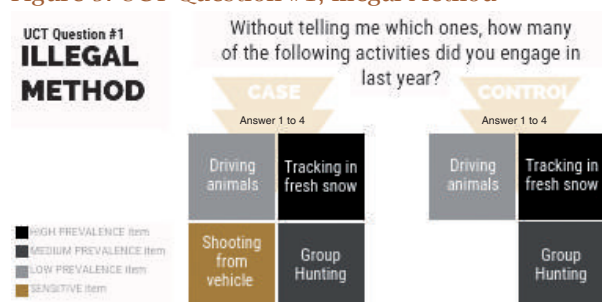 UCT Question #1
ILLEGAL
METHOD
Without telling me which ones, how many
of the following activities did you engage in
last year?
CASE
Answer 1 to 4
Driving
animals
Tracking in
fresh snow
Shooting
from
vehicle
Group
Hunting
CONTROL
Answer 1 to 4
Driving
animals
Tracking in
fresh snow
Group
Hunting
HIGH PREVALENCE item
MEDIUM PREVALENCE item
LOW PREVALENCE item
SENSITIVE item